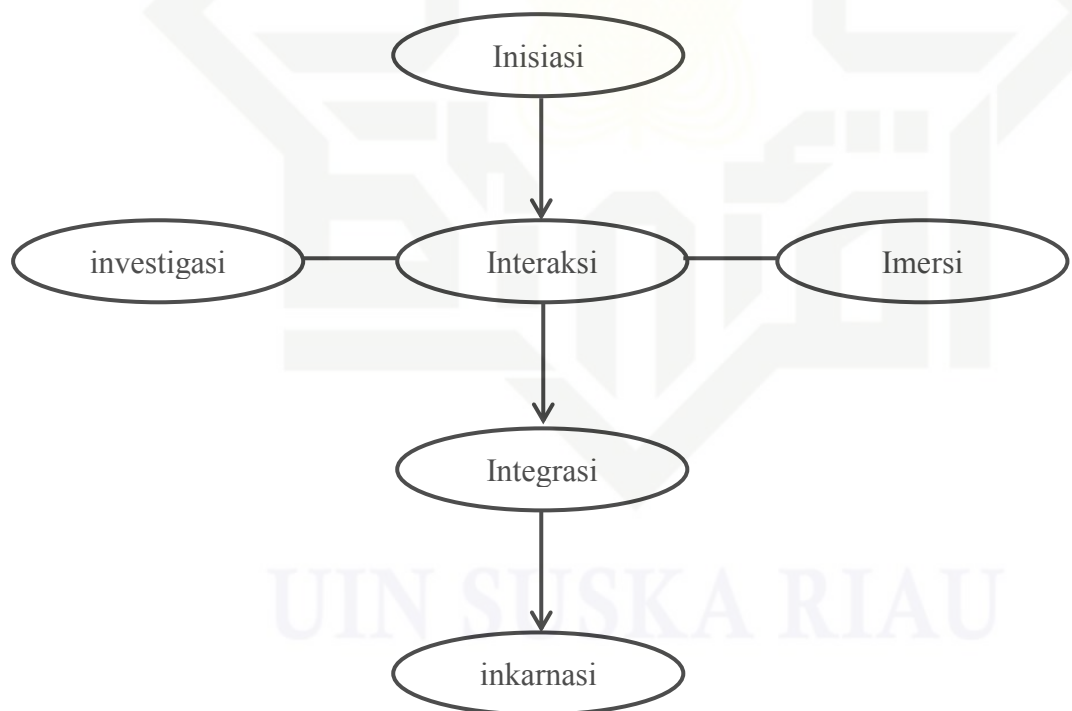 Inisiasi
investigasi
Interaksi
Imersi
Integrasi
UIN SUSKA RIAU
inkarnasi